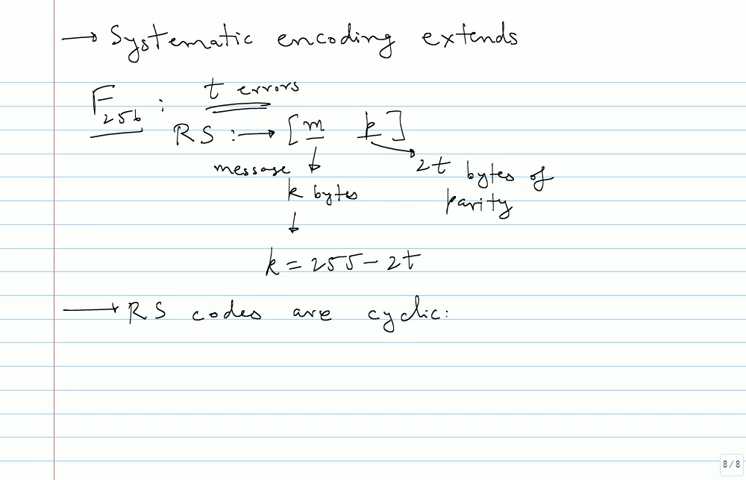 → Systematic encoding extends
F256 : t errors
RS : → [m p]
message k bytes 2t bytes of parity
k = 255 - 2t
→ RS codes are cyclic:
8 / 8